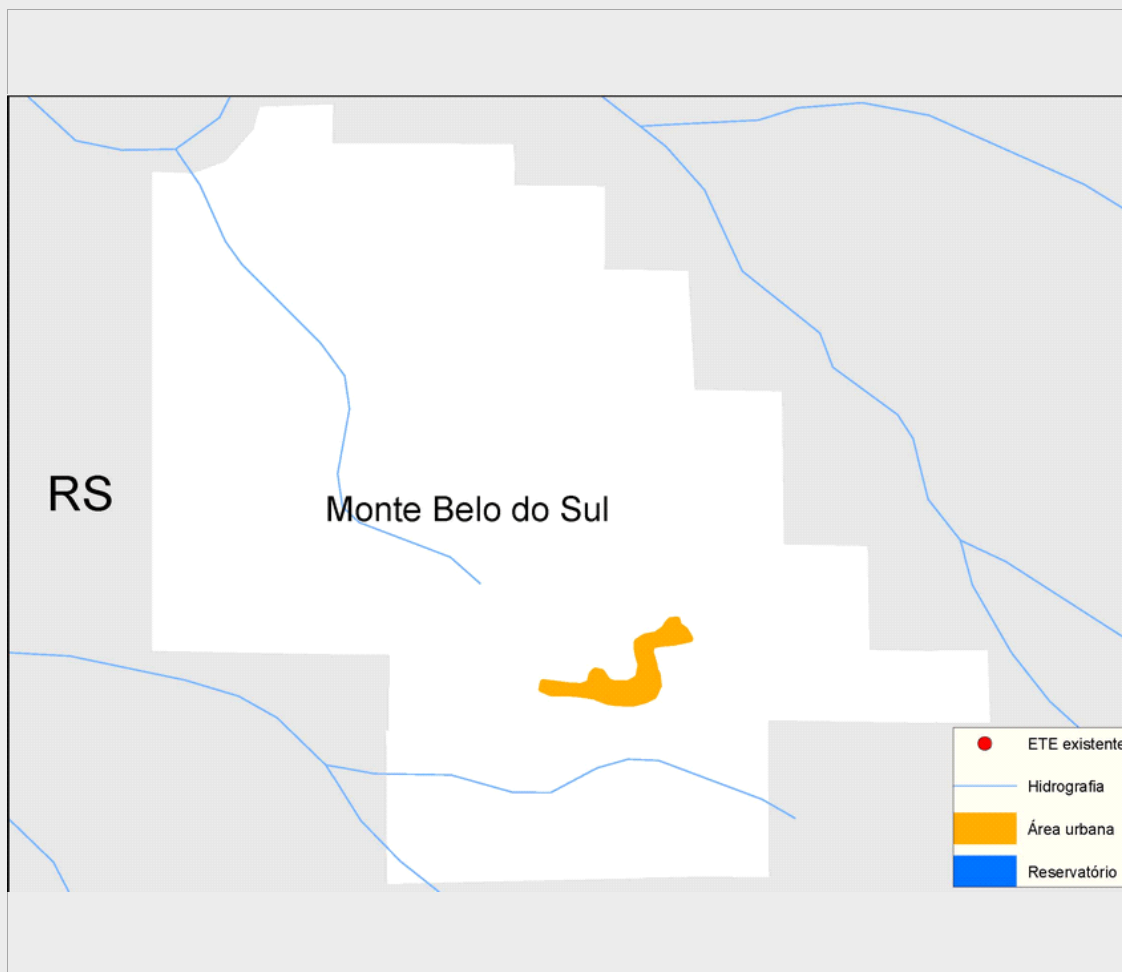 RS
Monte Belo do Sul
ETE existente
Hidrografia
Área urbana
Reservatório